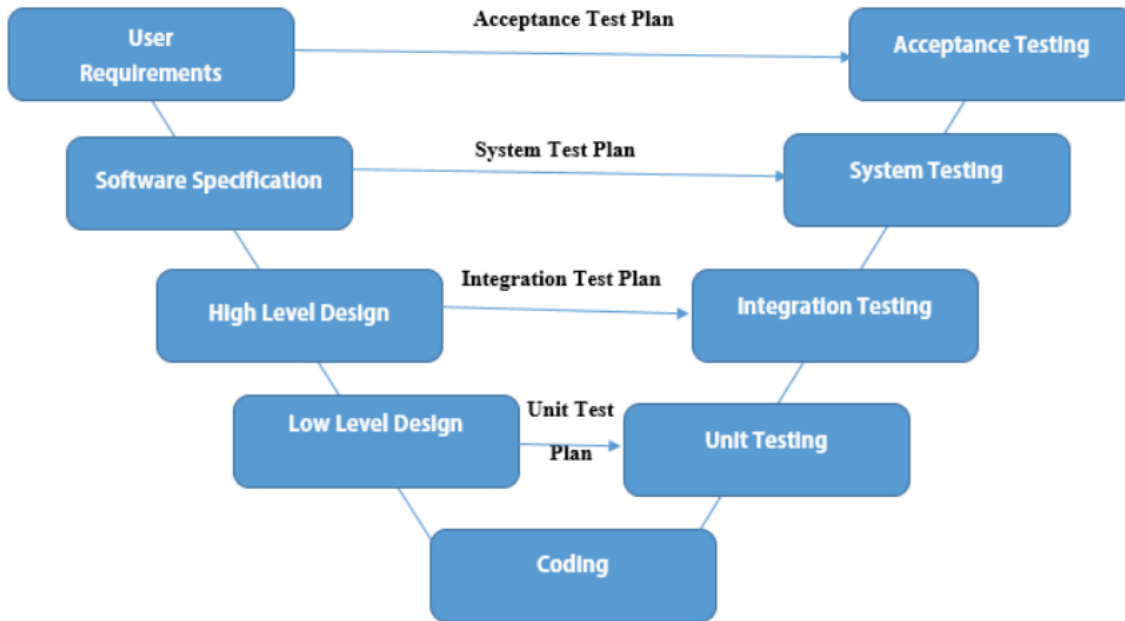 Acceptance Test Plan
User
Requirements
Acceptance Testing
System Test Plan
Software Specification
System Testing
Integration Test Plan
High Level Design
Integration Testing
Unit Test
Plan
Low Level Design
Unit Testing
Coding